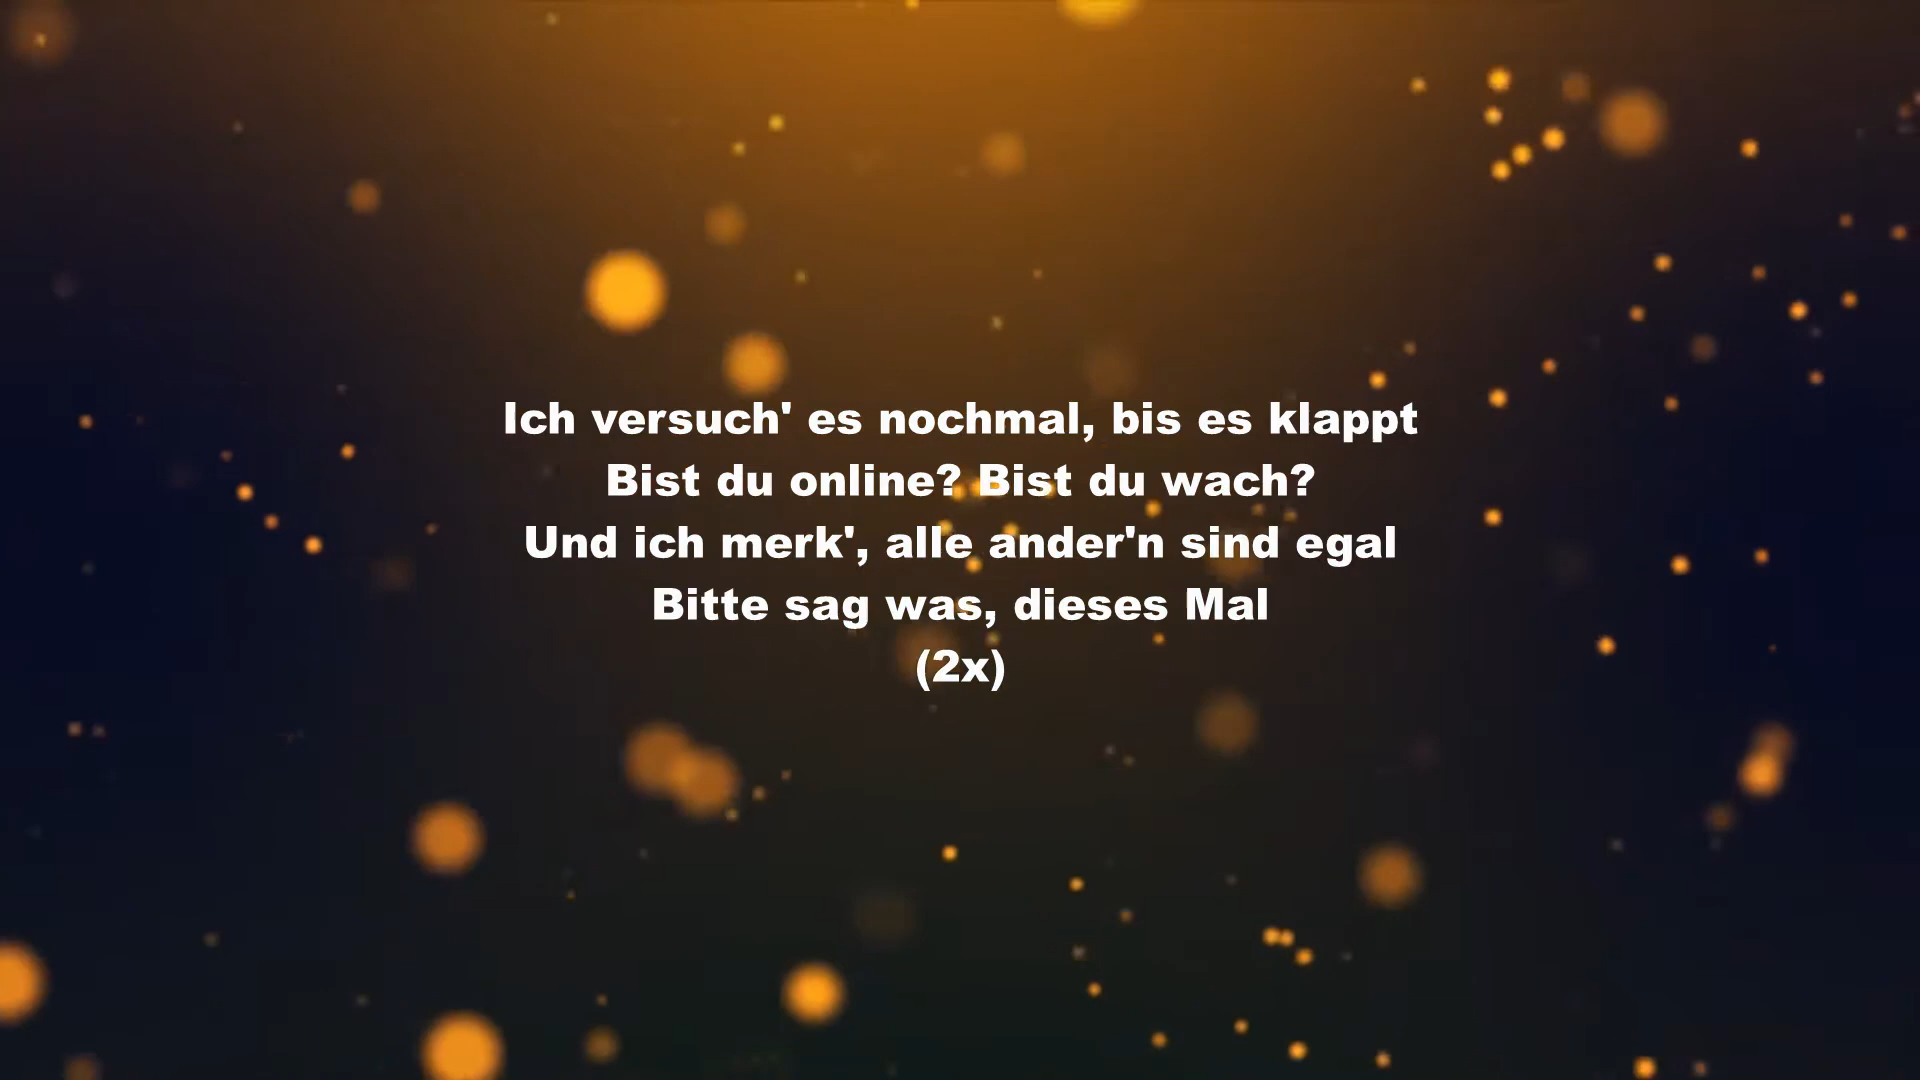 Ich versuch' es nochmal, bis es klappt
Bist du online? Bist du wach?
Und ich merk', alle ander'n sind egal
Bitte sag was, dieses Mal
(2x)